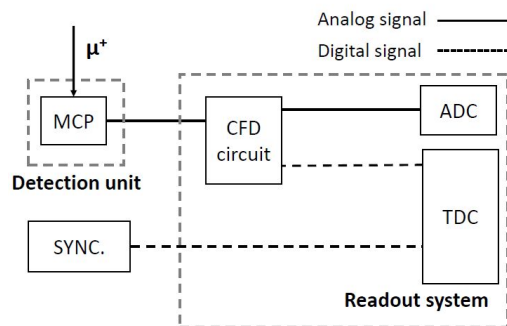 Analog signal
Digital signal
μ⁺
MCP
Detection unit
CFD
circuit
ADC
TDC
SYNC.
Readout system